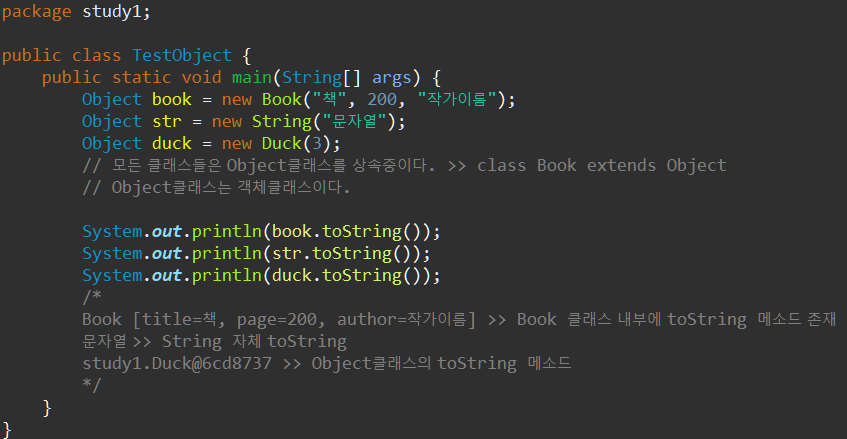 package study1;
public class TestObject {
public static void main(String[] args) {
Object book = new Book("책", 200, "작가이름");
Object str = new String("문자열");
Object duck = new Duck(3);
// 모든 클래스들은 Object클래스를 상속중이다. >> class Book extends Object
// Object클래스는 객체클래스이다.
System.out.println(book.toString());
System.out.println(str.toString());
System.out.println(duck.toString());
/*
Book [title=책, page=200, author=작가이름] >> Book 클래스 내부에 toString 메소드 존재
문자열 >> String 자체 toString
study1.Duck@6cd8737 >> Object클래스의 toString 메소드
*/
}
}